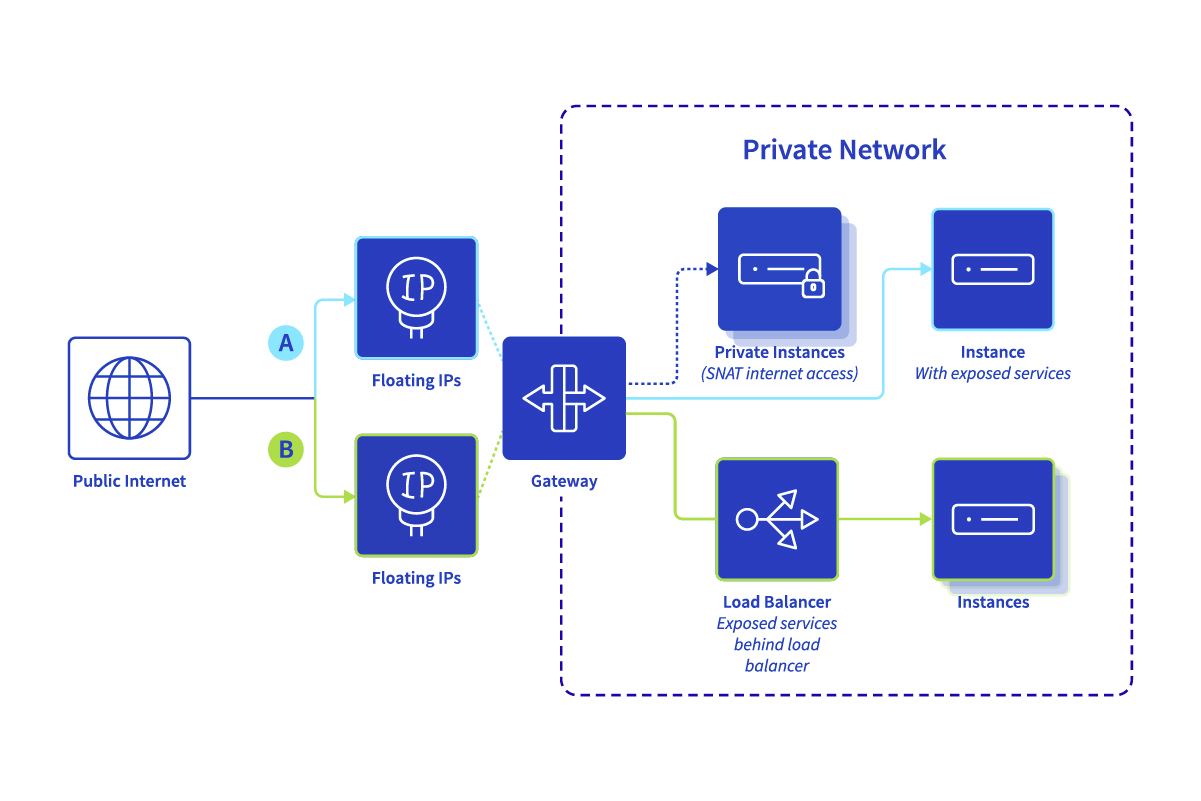 Private Network
A
IP
Floating IPs
Private Instances
(SNAT internet access)
Instance
With exposed services
Public Internet
B
IP
Floating IPs
Gateway
Load Balancer
Exposed services
behind load
balancer
Instances